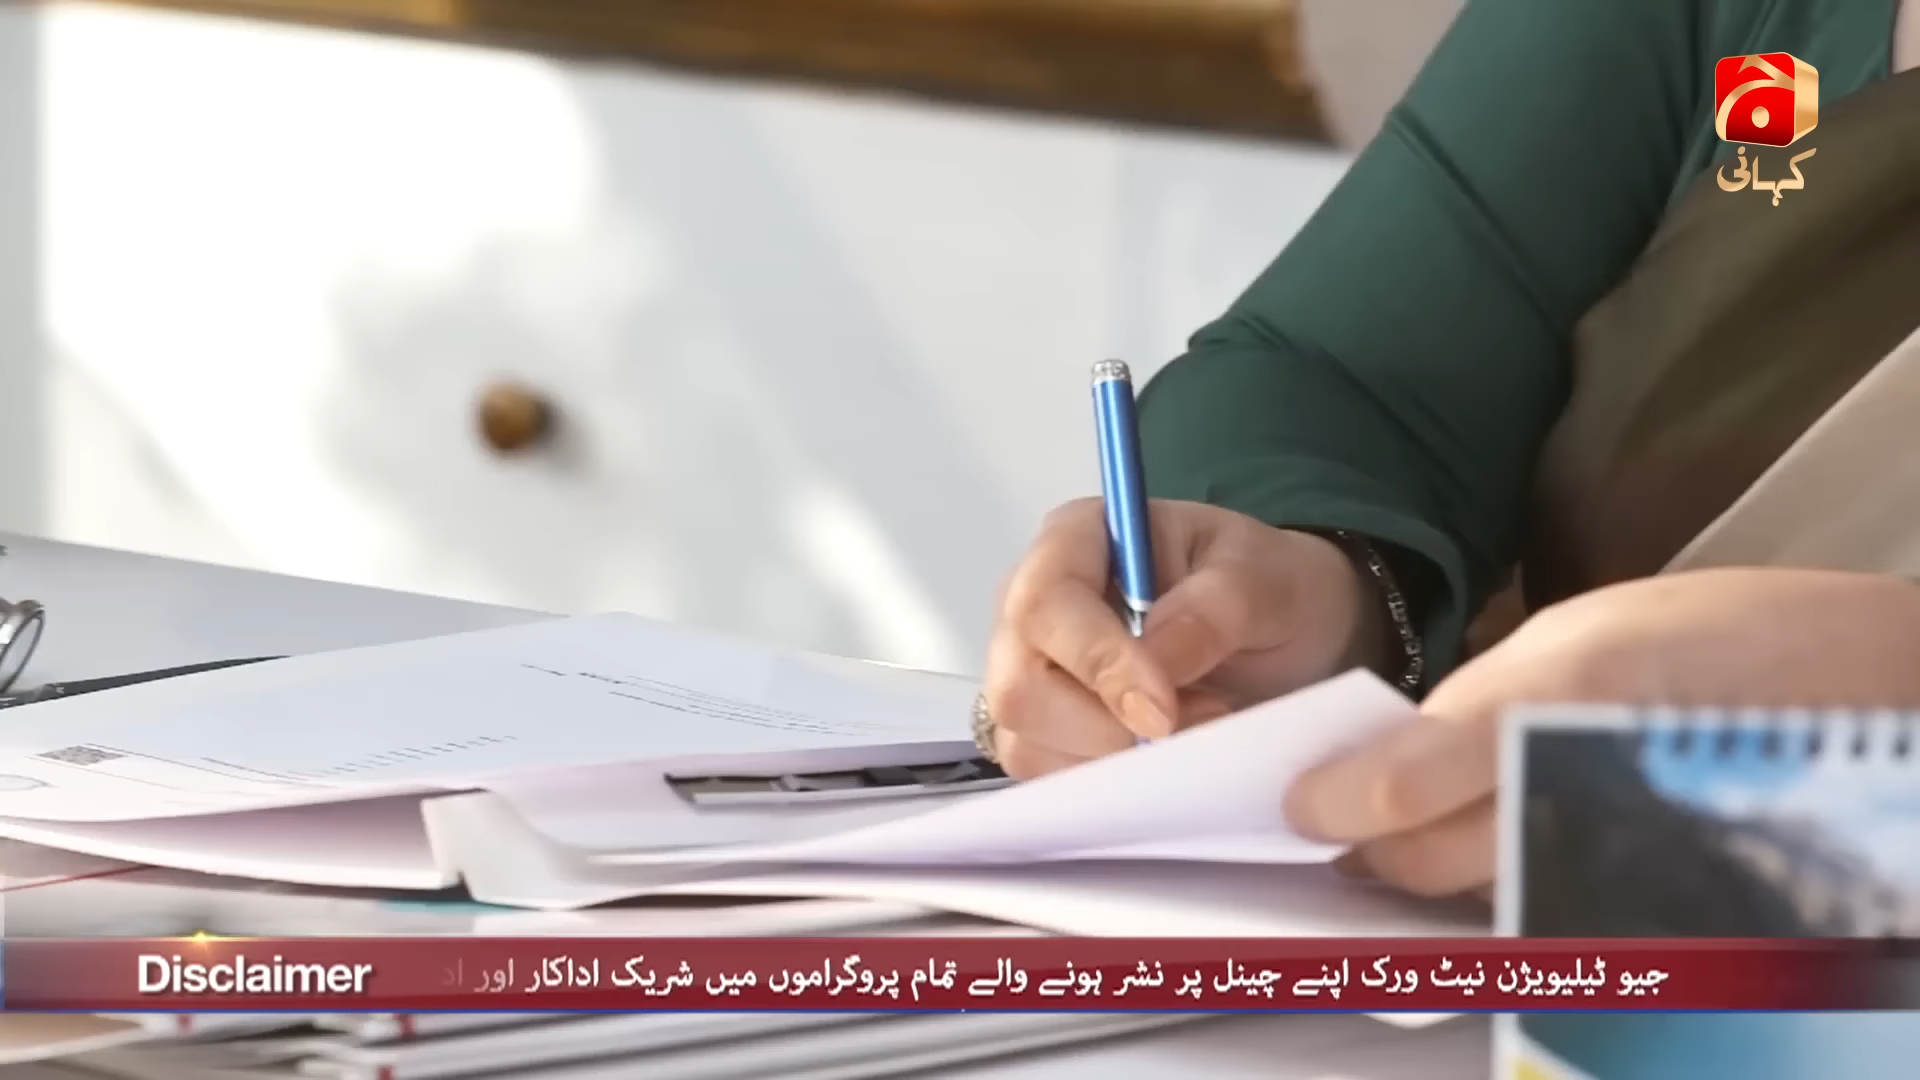 کہانی
Disclaimer
جیو ٹیلیویژن نیٹ ورک اپنے چینل پر نشر ہونے والے تمام پروگراموں میں شریک اداکار اور